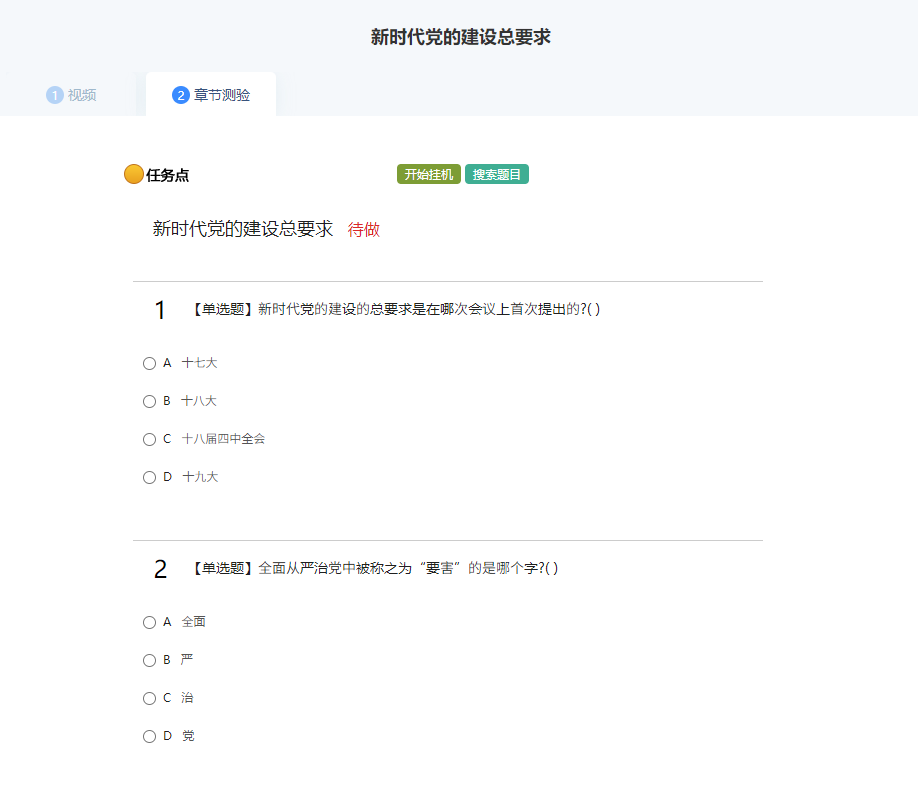 新时代党的建设总要求
1 视频
2 章节测验
任务点
开始挂机 搜索题目
新时代党的建设总要求 待做
1 【单选题】新时代党的建设的总要求是在哪次会议上首次提出的?( )
A 十七大
B 十八大
C 十八届四中全会
D 十九大
2 【单选题】全面从严治党中被称之为“要害”的是哪个字?( )
A 全面
B 严
C 治
D 党